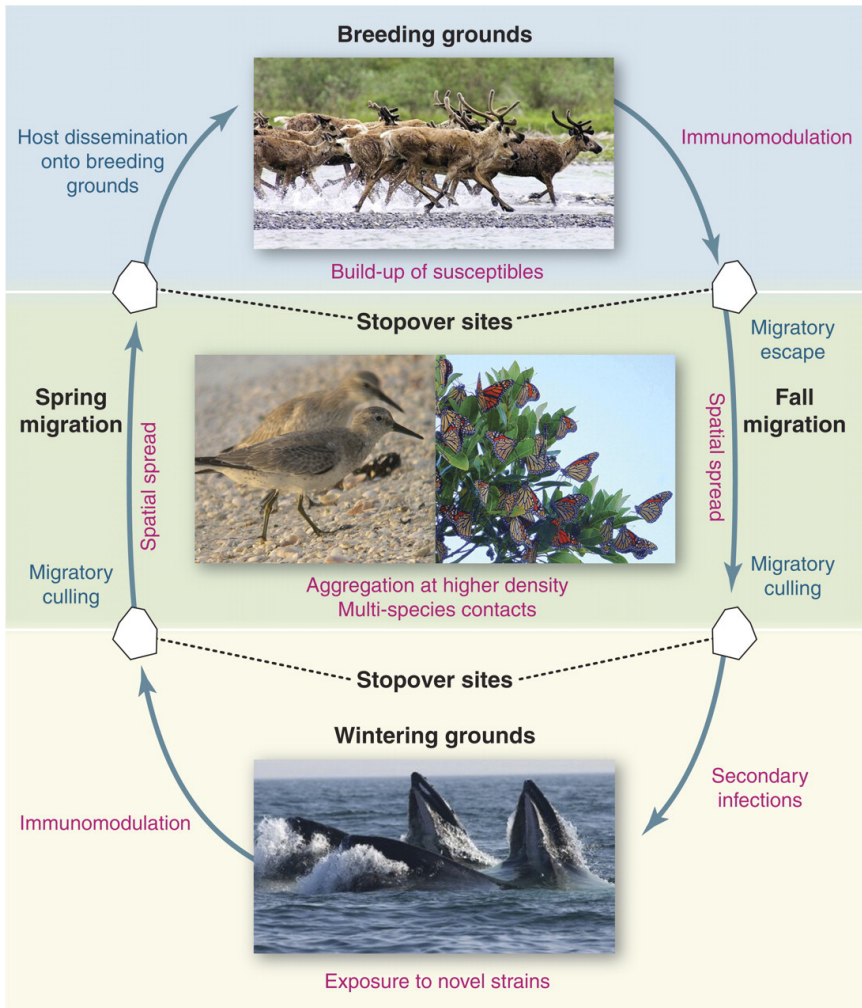 Breeding grounds
Host dissemination
onto breeding
grounds
Immunomodulation
Build-up of susceptibles
Stopover sites
Migratory
escape
Spring
migration
Spatial spread
Fall
migration
Spatial spread
Migratory
culling
Aggregation at higher density
Multi-species contacts
Migratory
culling
Stopover sites
Wintering grounds
Secondary
infections
Immunomodulation
Exposure to novel strains